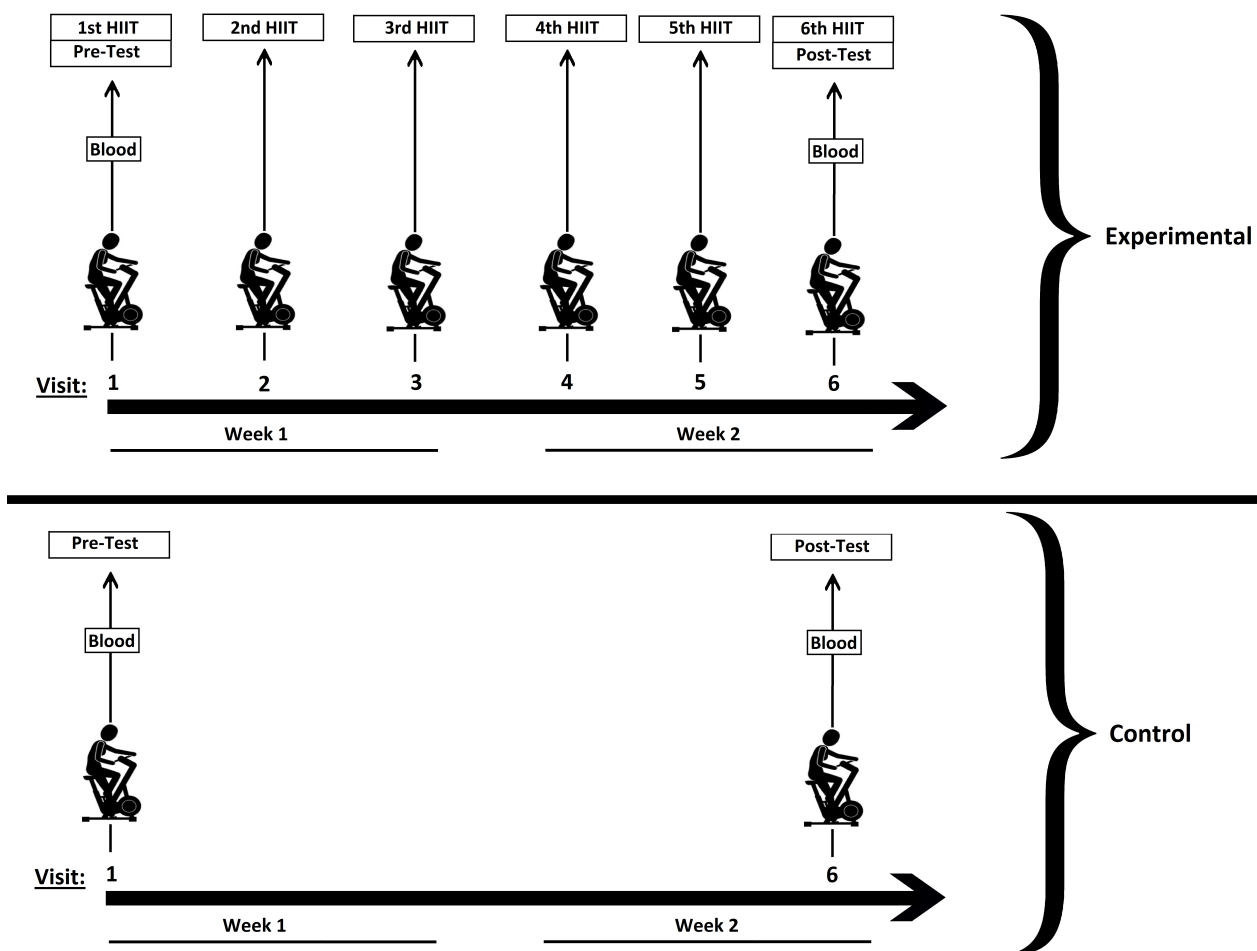 1st HIIT
Pre-Test
2nd HIIT
3rd HIIT
4th HIIT
5th HIIT
6th HIIT
Post-Test
Blood
Blood
Experimental
Visit: 1 2 3 4 5 6
Week 1
Week 2
Pre-Test
Post-Test
Blood
Blood
Control
Visit: 1 6
Week 1
Week 2